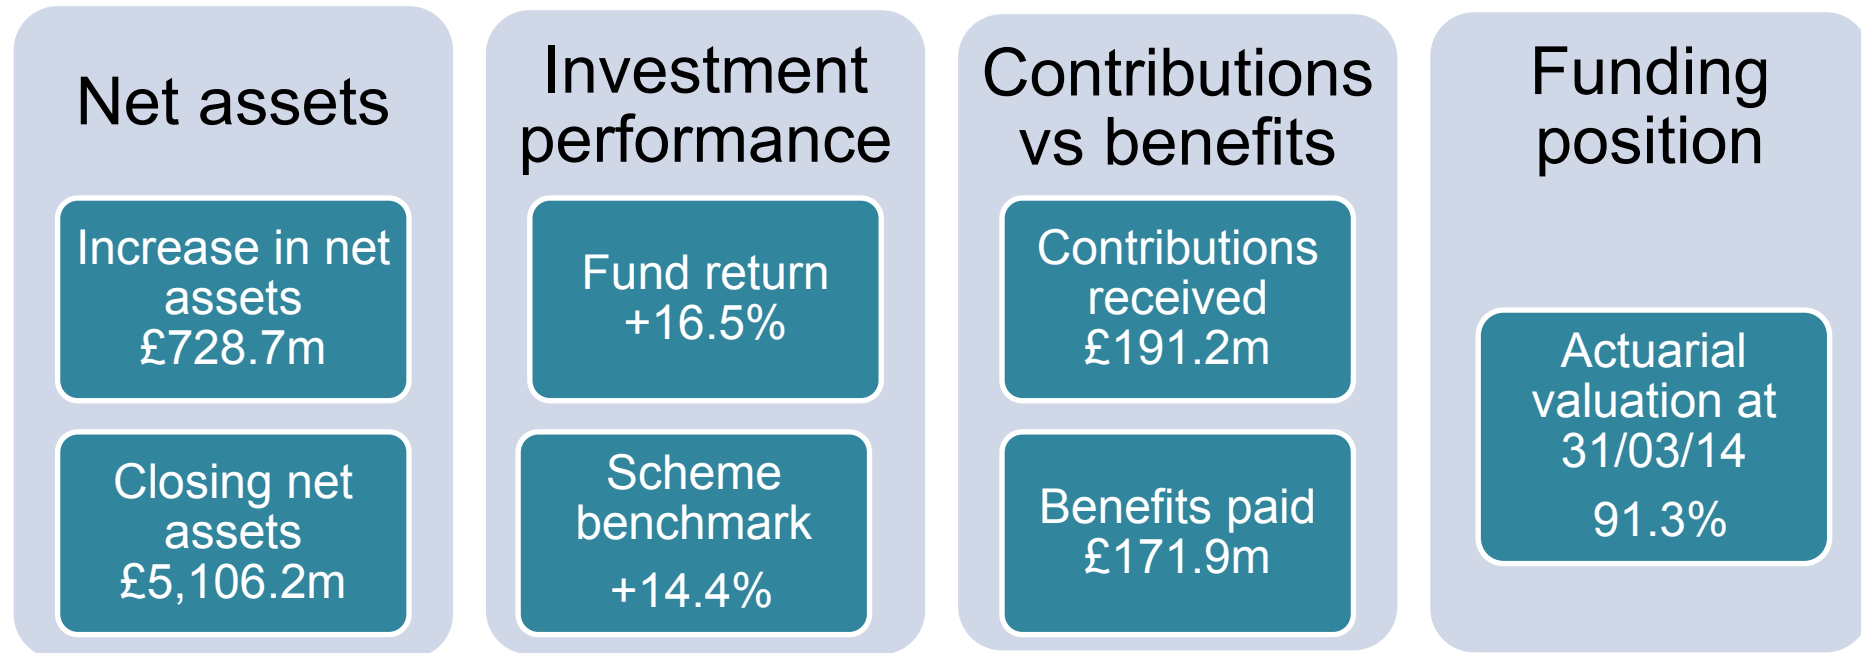 Net assets
Increase in net
assets
£728.7m
Closing net
assets
£5,106.2m
Investment
performance
Fund return
+16.5%
Scheme
benchmark
+14.4%
Contributions
vs benefits
Contributions
received
£191.2m
Benefits paid
£171.9m
Funding
position
Actuarial
valuation at
31/03/14
91.3%